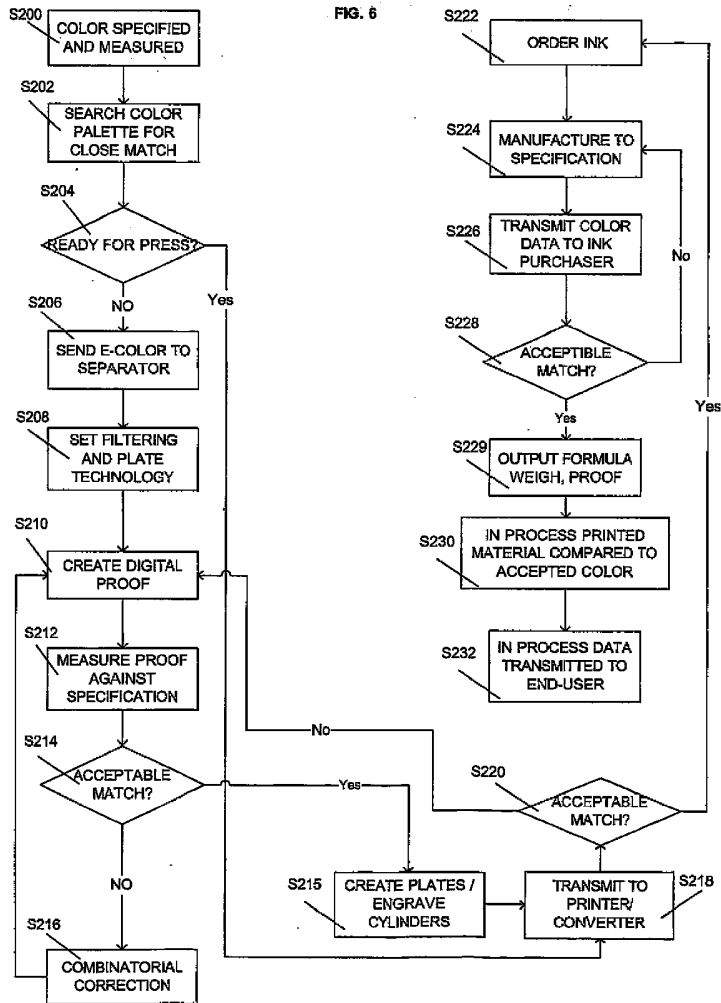 FIG. 6
S200
COLOR SPECIFIED
AND MEASURED
S202
SEARCH COLOR
PALETTE FOR
CLOSE MATCH
S204
READY FOR PRESS?
NO
Yes
S206
SEND E-COLOR TO
SEPARATOR
S208
SET FILTERING
AND PLATE
TECHNOLOGY
S210
CREATE DIGITAL
PROOF
S212
MEASURE PROOF
AGAINST
SPECIFICATION
S214
ACCEPTABLE
MATCH?
Yes
NO
S216
COMBINATORIAL
CORRECTION
S215
CREATE PLATES /
ENGRAVE
CYLINDERS
S218
TRANSMIT TO
PRINTER/
CONVERTER
S220
ACCEPTABLE
MATCH?
No
Yes
S222
ORDER INK
S224
MANUFACTURE TO
SPECIFICATION
S226
TRANSMIT COLOR
DATA TO INK
PURCHASER
No
S228
ACCEPTIBLE
MATCH?
Yes
S229
OUTPUT FORMULA
WEIGH, PROOF
S230
IN PROCESS PRINTED
MATERIAL COMPARED TO
ACCEPTED COLOR
S232
IN PROCESS DATA
TRANSMITTED TO
END-USER